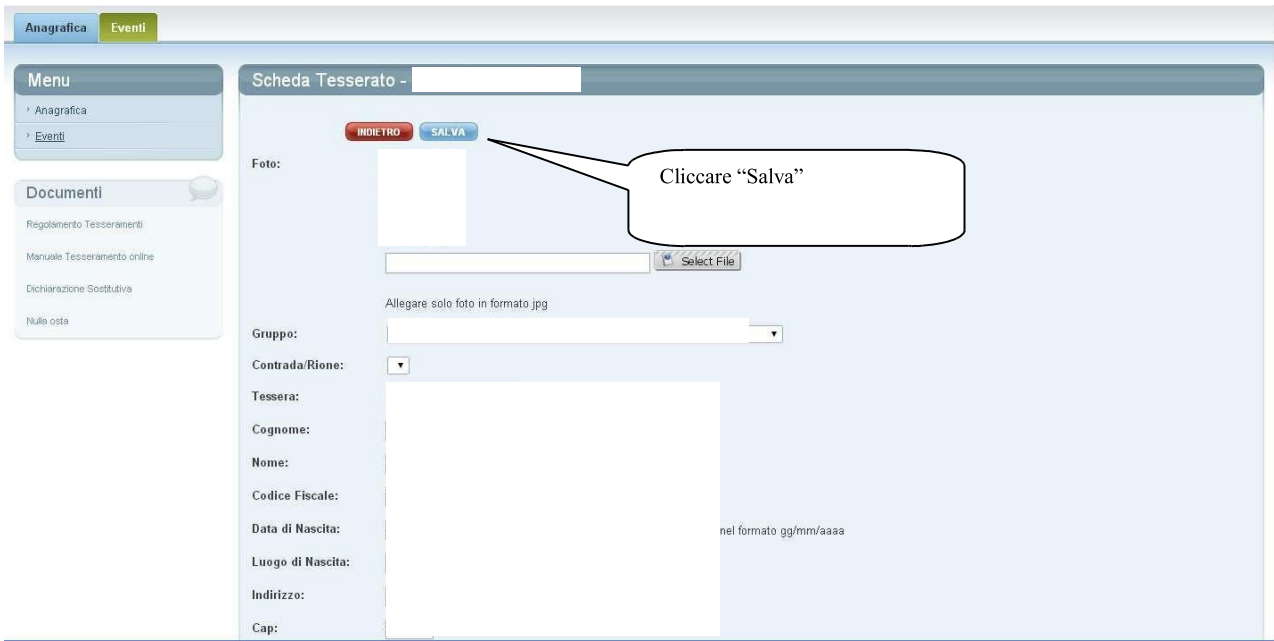 Anagrafica Eventi
Menu
Anagrafica
Eventi
Documenti
Regolamento Tesseramenti
Manuale Tesseramento online
Dichiarazione Sostitutiva
Nulla osta
Scheda Tesserato -
INDIETRO SALVA
Cliccare “Salva”
Foto:
Select File
Allegare solo foto in formato jpg
Gruppo:
Contrada/Rione:
Tessera:
Cognome:
Nome:
Codice Fiscale:
Data di Nascita: nel formato gg/mm/aaaa
Luogo di Nascita:
Indirizzo:
Cap: